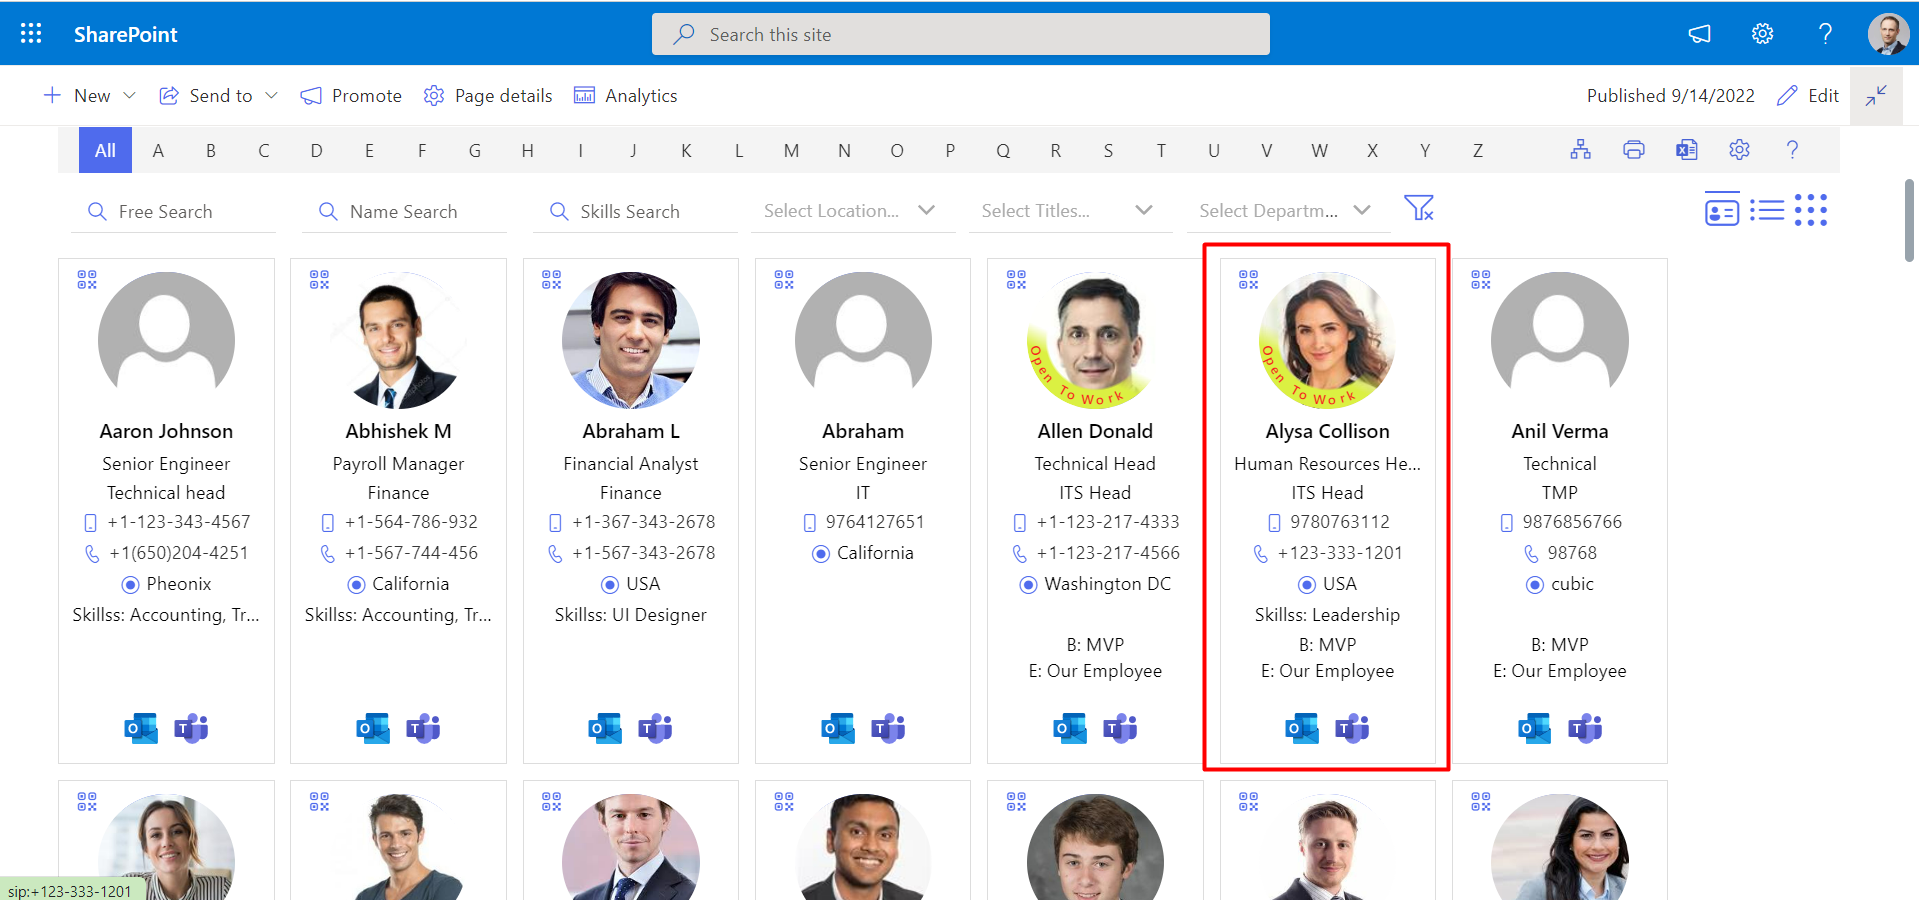 SharePoint
Search this site
New
Send to
Promote
Page details
Analytics
Published 9/14/2022
Edit
All A B C D E F G H I J K L M N O P Q R S T U V W X Y Z
Free Search
Name Search
Skills Search
Select Location...
Select Titles...
Select Departm...
Open To Work
Open To Work
Aaron Johnson
Senior Engineer
Technical head
+1-123-343-4567
+1(650)204-4251
Pheonix
Skillss: Accounting, Tr...
Abhishek M
Payroll Manager
Finance
+1-564-786-932
+1-567-744-456
California
Skillss: Accounting, Tr...
Abraham L
Financial Analyst
Finance
+1-367-343-2678
+1-567-343-2678
USA
Skillss: UI Designer
Abraham
Senior Engineer
IT
9764127651
California
Allen Donald
Technical Head
ITS Head
+1-123-217-4333
+1-123-217-4566
Washington DC
B: MVP
E: Our Employee
Alysa Collison
Human Resources He...
ITS Head
9780763112
+123-333-1201
USA
Skillss: Leadership
B: MVP
E: Our Employee
Anil Verma
Technical
TMP
9876856766
98768
cubic
B: MVP
E: Our Employee
sip:+123-333-1201